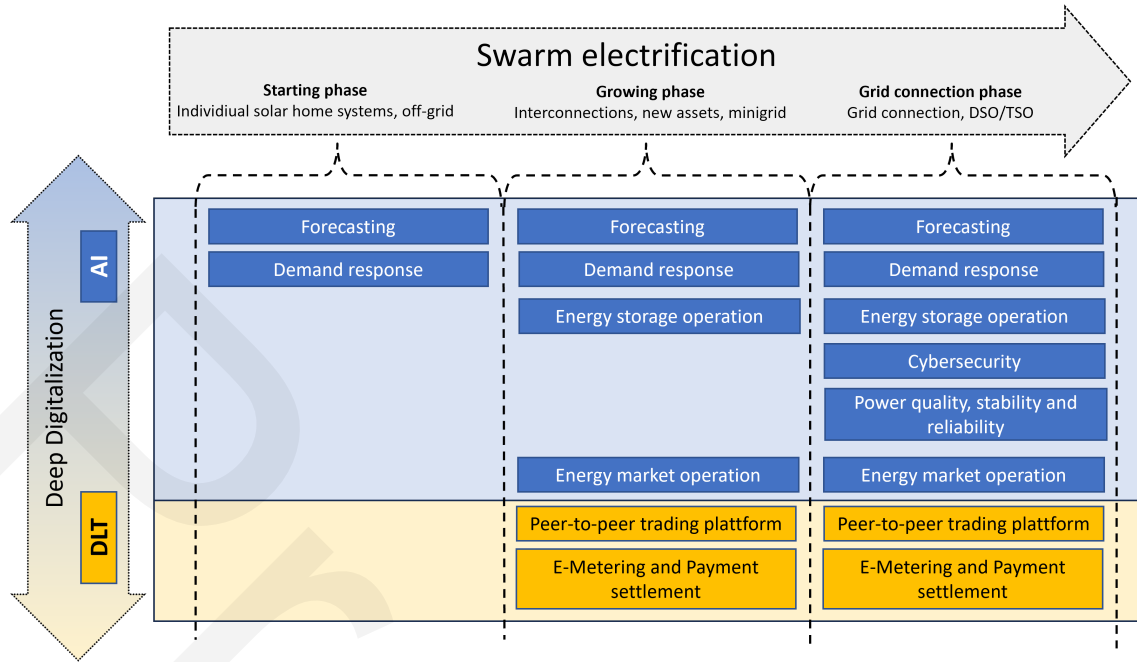 Swarm electrification
Starting phase
Individiual solar home systems, off-grid
Growing phase
Interconnections, new assets, minigrid
Grid connection phase
Grid connection, DSO/TSO
Deep Digitalization
AI
DLT
Forecasting
Demand response
Forecasting
Demand response
Energy storage operation
Energy market operation
Peer-to-peer trading plattform
E-Metering and Payment
settlement
Forecasting
Demand response
Energy storage operation
Cybersecurity
Power quality, stability and
reliability
Energy market operation
Peer-to-peer trading platform
E-Metering and Payment
settlement